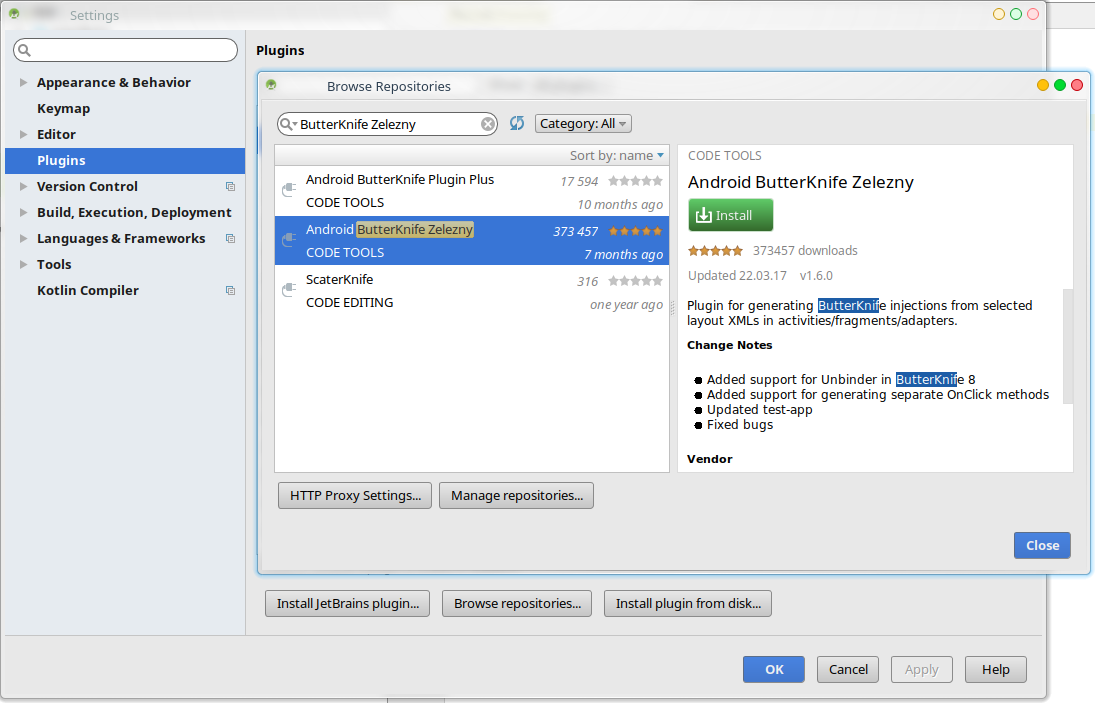 Settings
Plugins
Appearance & Behavior
Keymap
Editor
Plugins
Version Control
Build, Execution, Deployment
Languages & Frameworks
Tools
Kotlin Compiler
Browse Repositories
ButterKnife Zelezny
Category: All
Sort by: name
Android ButterKnife Plugin Plus 17 594
CODE TOOLS 10 months ago
Android ButterKnife Zelezny 373 457
CODE TOOLS 7 months ago
ScaterKnife 316
CODE EDITING one year ago
CODE TOOLS
Android ButterKnife Zelezny
Install
373457 downloads
Updated 22.03.17 v1.6.0
Plugin for generating ButterKnife injections from selected
layout XMLs in activities/fragments/adapters.
Change Notes
● Added support for Unbinder in ButterKnife 8
● Added support for generating separate OnClick methods
● Updated test-app
● Fixed bugs
Vendor
HTTP Proxy Settings...
Manage repositories...
Close
Install JetBrains plugin...
Browse repositories...
Install plugin from disk...
OK
Cancel
Apply
Help